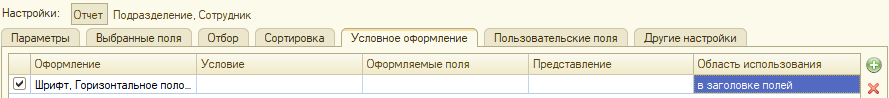 Настройки: Отчет Подразделение, Сотрудник
Параметры Выбранные поля Отбор Сортировка Условное оформление Пользовательские поля Другие настройки
Оформление Условие Оформляемые поля Представление Область использования
Шрифт, Горизонтальное поло... в заголовке полей